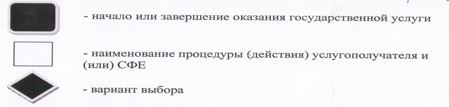 - начало или завершение оказания государственной услуги
- наименование процедуры (действия) услугополучателя и
(или) СФЕ
- вариант выбора